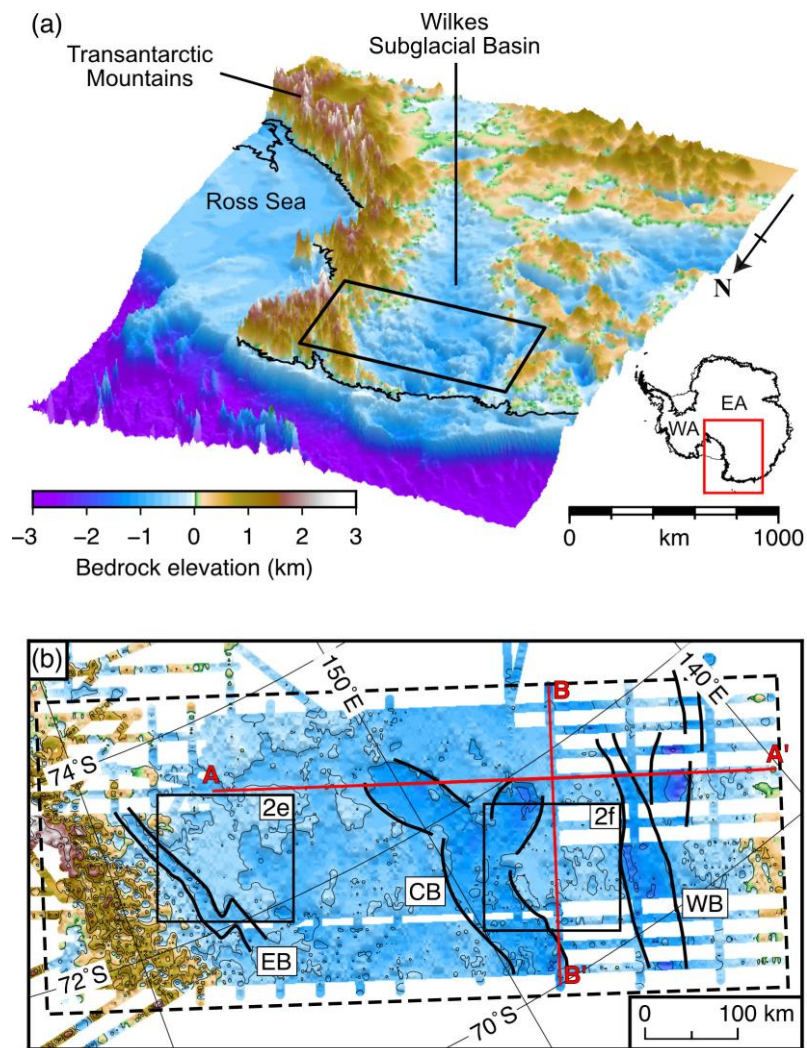 (a)
Wilkes
Subglacial Basin
Transantarctic
Mountains
Ross Sea
N
EA
WA
−3 −2 −1 0 1 2 3
Bedrock elevation (km)
0 km 1000
(b)
150°E
140°E
B
A'
74°S
A
2e
2f
CB
WB
EB
B'
72°S
70°S
0 100 km